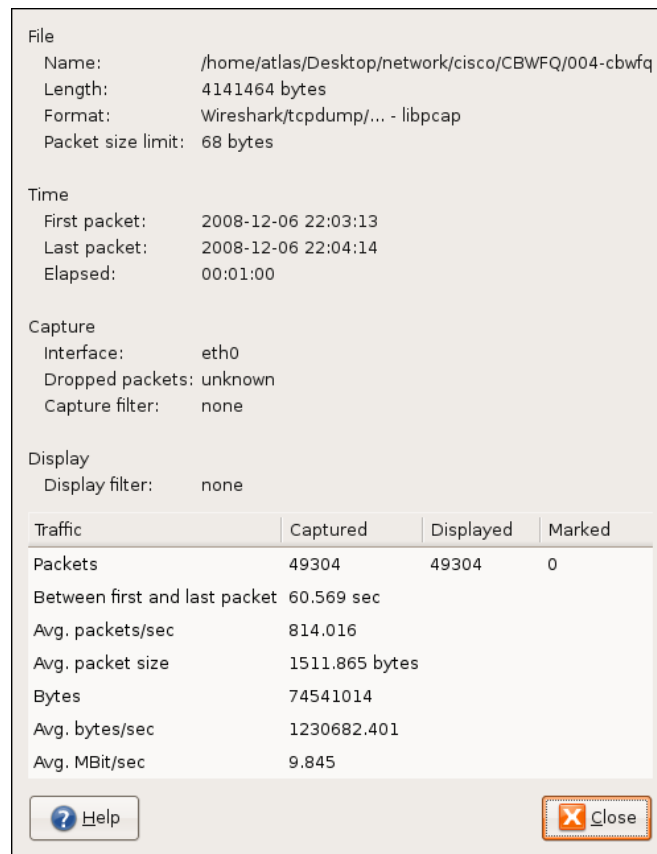 File
Name: /home/atlas/Desktop/network/cisco/CBWFQ/004-cbwfq
Length: 4141464 bytes
Format: Wireshark/tcpdump/... - libpcap
Packet size limit: 68 bytes
Time
First packet: 2008-12-06 22:03:13
Last packet: 2008-12-06 22:04:14
Elapsed: 00:01:00
Capture
Interface: eth0
Dropped packets: unknown
Capture filter: none
Display
Display filter: none
Traffic Captured Displayed Marked
Packets 49304 49304 0
Between first and last packet 60.569 sec
Avg. packets/sec 814.016
Avg. packet size 1511.865 bytes
Bytes 74541014
Avg. bytes/sec 1230682.401
Avg. MBit/sec 9.845
Help Close